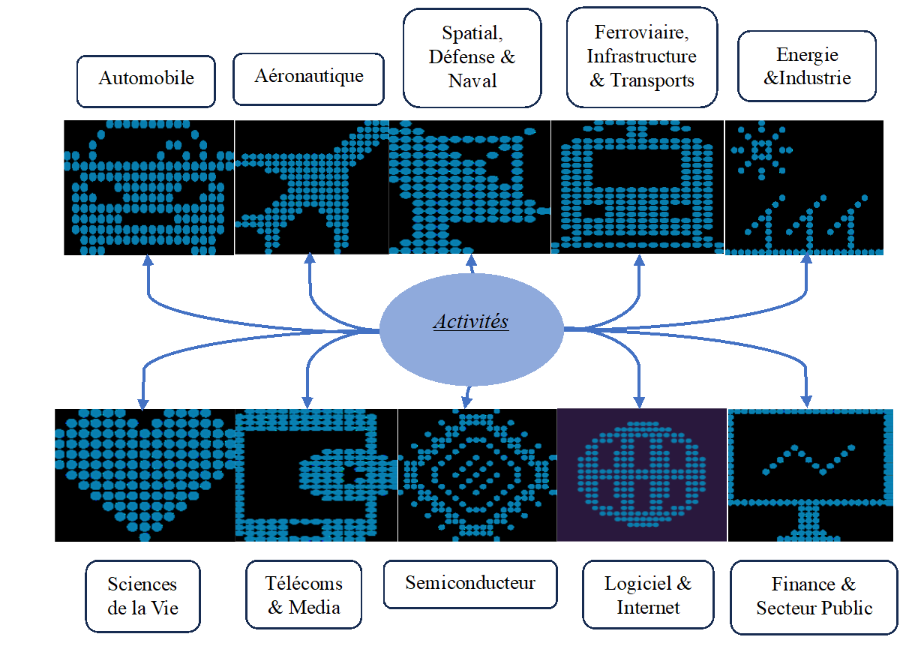 Automobile
Aéronautique
Spatial,
Défense &
Naval
Ferroviaire,
Infrastructure
& Transports
Energie
&Industrie
Activités
Sciences
de la Vie
Télécoms
& Media
Semiconducteur
Logiciel &
Internet
Finance &
Secteur Public